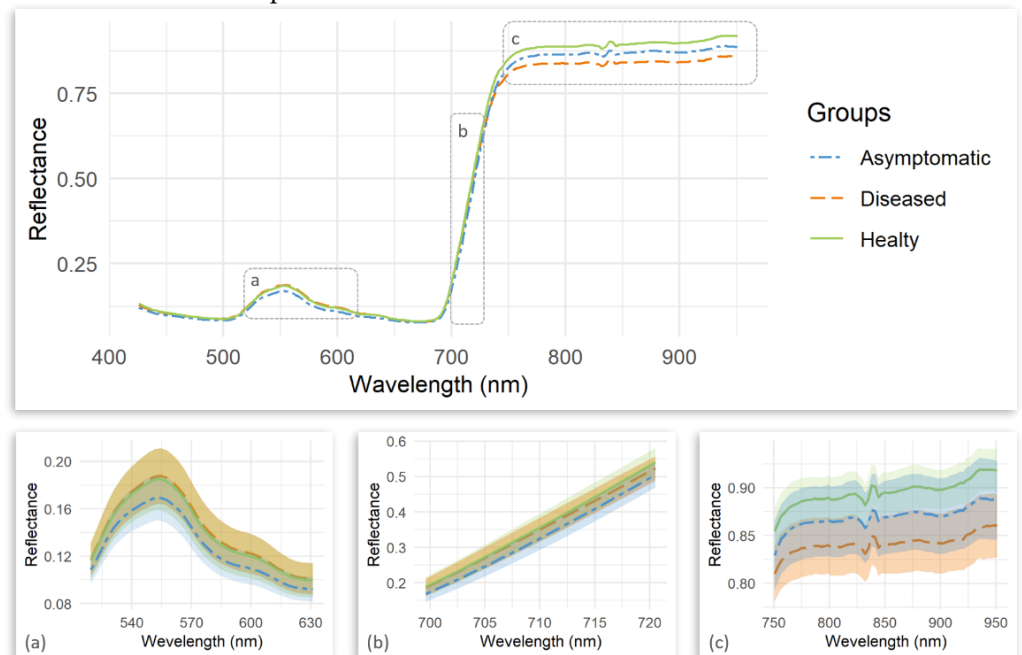 c
b
a
0.75
0.50
0.25
Reflectance
400 500 600 700 800 900
Wavelength (nm)
Groups
Asymptomatic
Diseased
Healty
0.20
0.16
0.12
0.08
Reflectance
540 570 600 630
Wavelength (nm)
(a)
0.6
0.5
0.4
0.3
0.2
Reflectance
700 705 710 715 720
Wavelength (nm)
(b)
0.90
0.85
0.80
Reflectance
750 800 850 900 950
Wavelength (nm)
(c)